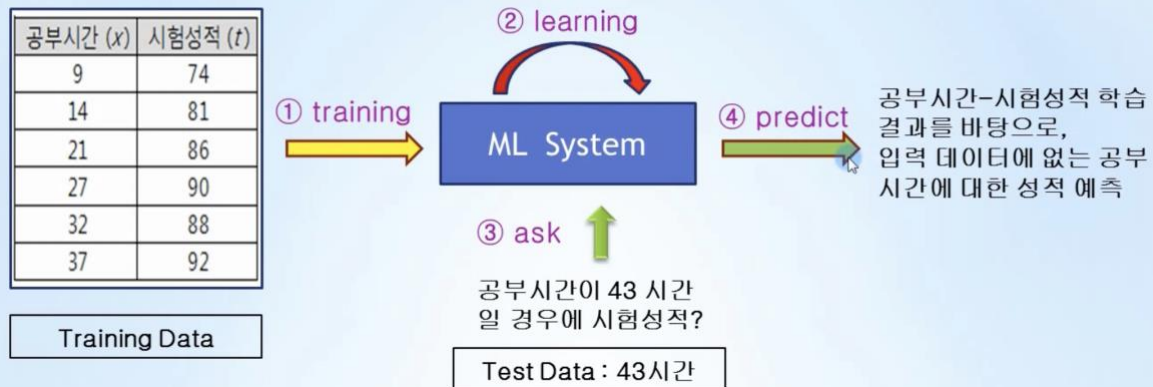 공부시간 (x) 시험성적 (t)
9 74
14 81
21 86
27 90
32 88
37 92
Training Data
① training
② learning
ML System
③ ask
공부시간이 43 시간
일 경우에 시험성적?
Test Data : 43시간
④ predict
공부시간-시험성적 학습
결과를 바탕으로,
입력 데이터에 없는 공부
시간에 대한 성적 예측